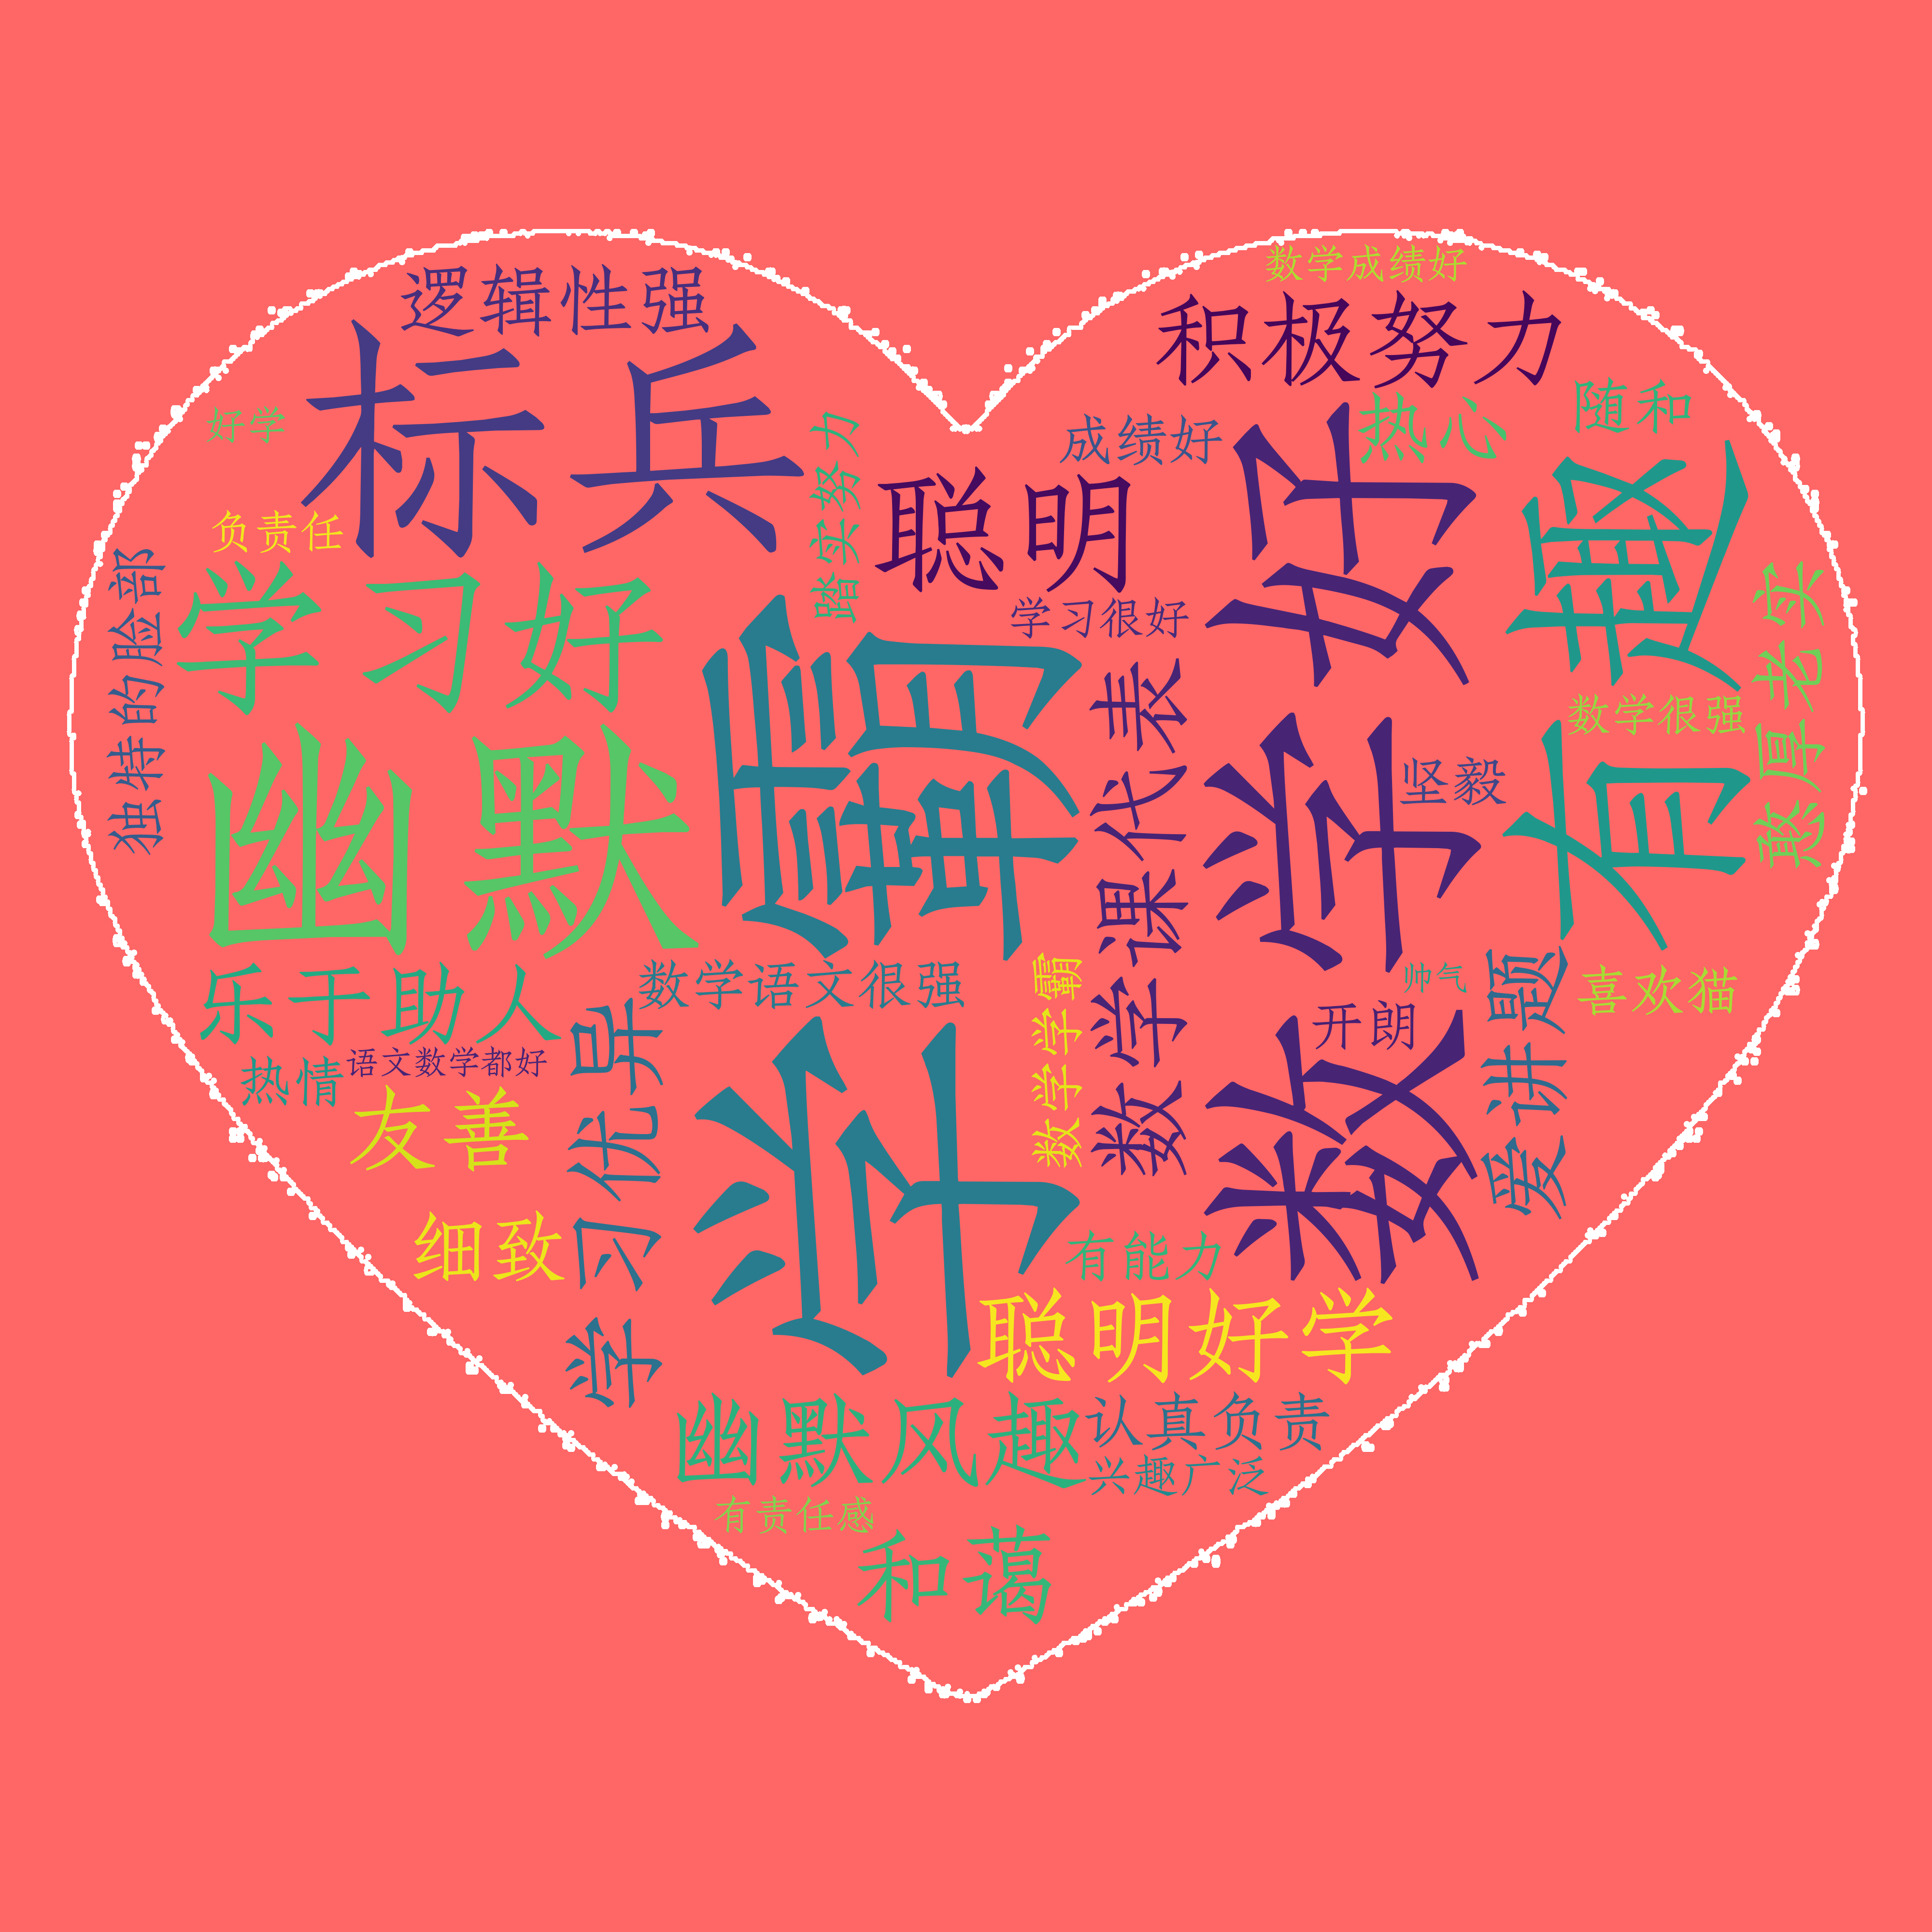 数学成绩好
逻辑性强
积极努力
标兵
随和
热心
好学
成绩好
踏实努力
聪明
数学好
有趣
负责任
独特的脸部
学习好
学习很好
憨厚老实
学霸
数学课代表
数学很强
幽默
坚毅
爱洪明
数学学霸
数学语文很强
帅气
喜欢猫
乐于助人
学习优异
开朗
语文数学都好
热情
友善
细致
有能力
聪明好学
幽默风趣
认真负责
兴趣广泛
有责任感
和蔼